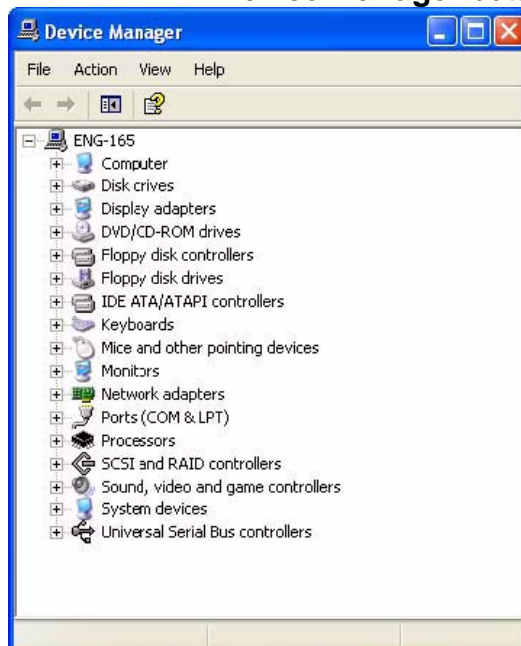 Device Manager
File Action View Help
ENG-165
Computer
Disk crives
Display adapters
DVD/CD-ROM drives
Floppy disk controllers
Floppy disk drives
IDE ATA/ATAPI controllers
Keyboards
Mice and other pointing devices
Monitors
Network adapters
Ports (COM & LPT)
Processors
SCSI and RAID controllers
Sound, video and game controllers
System devices
Universal Serial Bus controllers